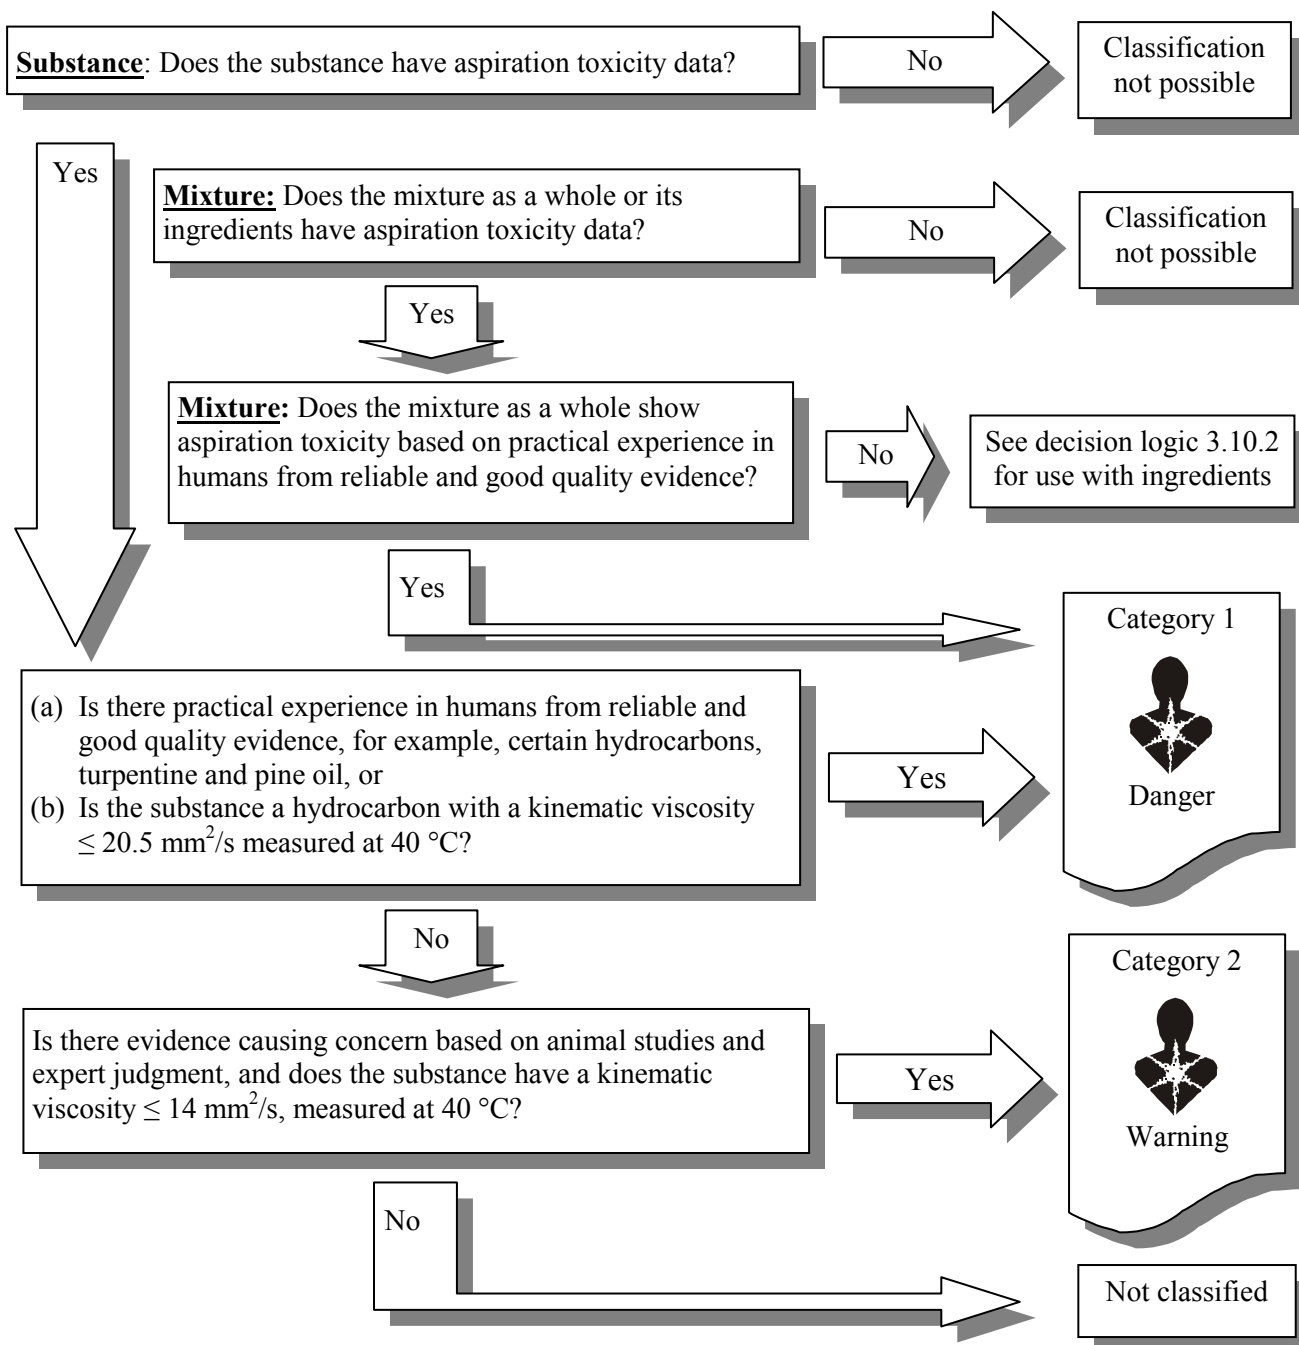 Substance: Does the substance have aspiration toxicity data?
No
Classification
not possible
Yes
Mixture: Does the mixture as a whole or its
ingredients have aspiration toxicity data?
No
Classification
not possible
Yes
Mixture: Does the mixture as a whole show
aspiration toxicity based on practical experience in
humans from reliable and good quality evidence?
No
See decision logic 3.10.2
for use with ingredients
Yes
Category 1
Danger
(a) Is there practical experience in humans from reliable and
good quality evidence, for example, certain hydrocarbons,
turpentine and pine oil, or
(b) Is the substance a hydrocarbon with a kinematic viscosity
≤ 20.5 mm²/s measured at 40 °C?
Yes
No
Category 2
Warning
Is there evidence causing concern based on animal studies and
expert judgment, and does the substance have a kinematic
viscosity ≤ 14 mm²/s, measured at 40 °C?
Yes
No
Not classified